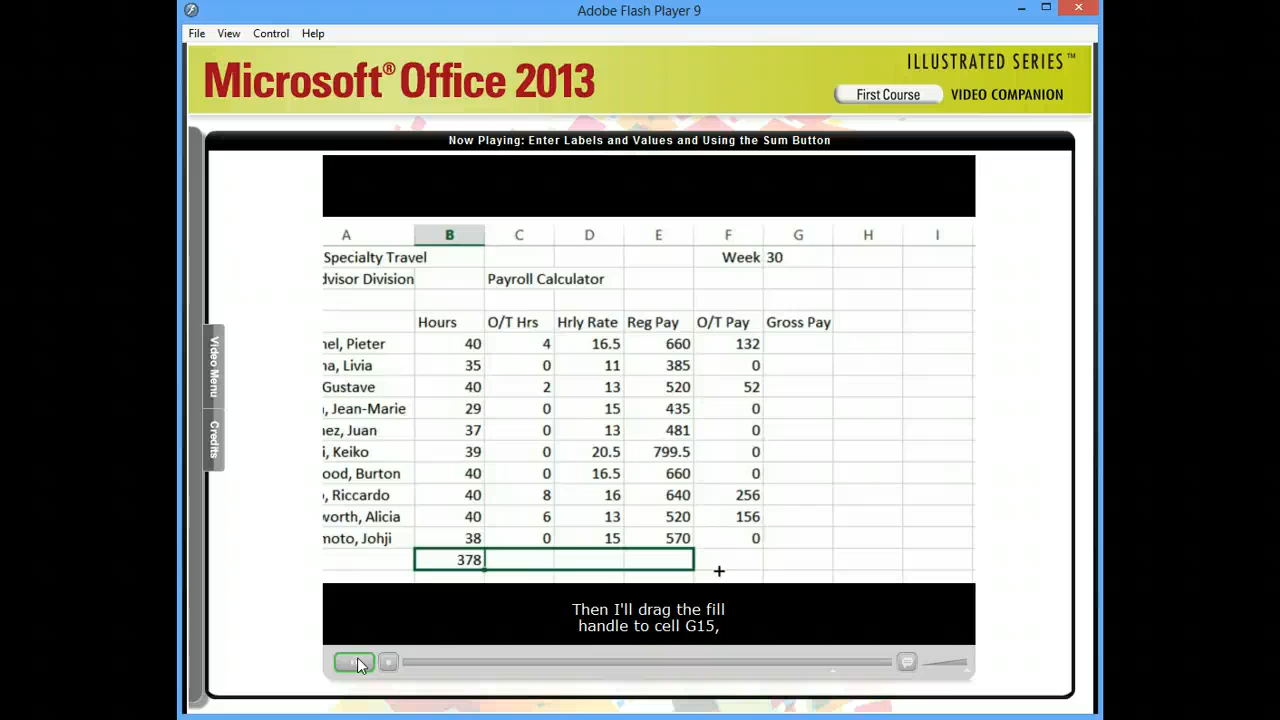 Adobe Flash Player 9
File View Control Help
Microsoft® Office 2013
ILLUSTRATED SERIES™
First Course VIDEO COMPANION
Now Playing: Enter Labels and Values and Using the Sum Button
A B C D E F G H I
Specialty Travel Week 30
dvisor Division Payroll Calculator
Hours O/T Hrs Hrly Rate Reg Pay O/T Pay Gross Pay
nel, Pieter 40 4 16.5 660 132
na, Livia 35 0 11 385 0
Gustave 40 2 13 520 52
, Jean-Marie 29 0 15 435 0
nez, Juan 37 0 13 481 0
i, Keiko 39 0 20.5 799.5 0
ood, Burton 40 0 16.5 660 0
, Riccardo 40 8 16 640 256
worth, Alicia 40 6 13 520 156
moto, Johji 38 0 15 570 0
378
Video Menu
Credits
Then I'll drag the fill
handle to cell G15,